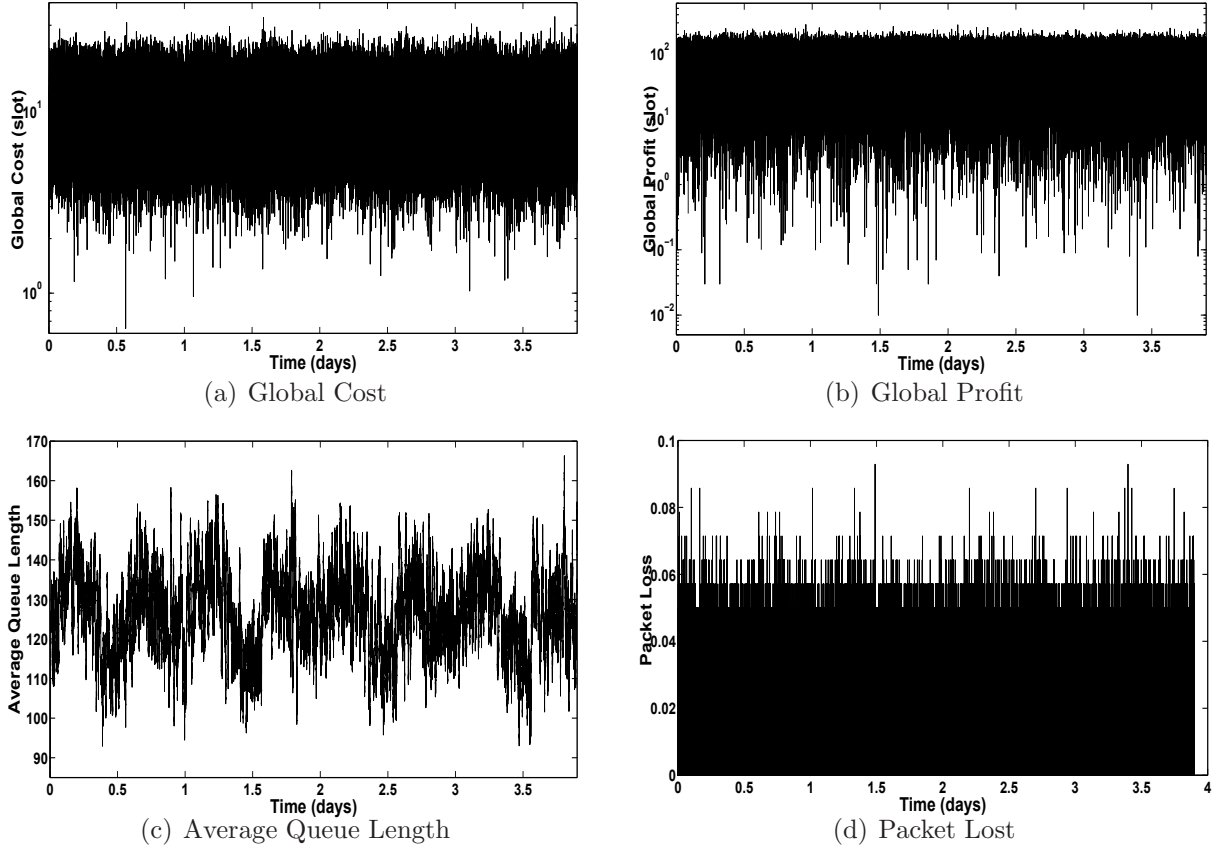 Global Cost (slot)
10^1
10^0
0 0.5 1 1.5 2 2.5 3 3.5
Time (days)
(a) Global Cost
Global Profit (slot)
10^2
10^1
10^0
10^-1
10^-2
0 0.5 1 1.5 2 2.5 3 3.5
Time (days)
(b) Global Profit
Average Queue Length
170
160
150
140
130
120
110
100
90
0 0.5 1 1.5 2 2.5 3 3.5
Time (days)
(c) Average Queue Length
Packet Loss
0.1
0.08
0.06
0.04
0.02
0
0 0.5 1 1.5 2 2.5 3 3.5 4
Time (days)
(d) Packet Lost